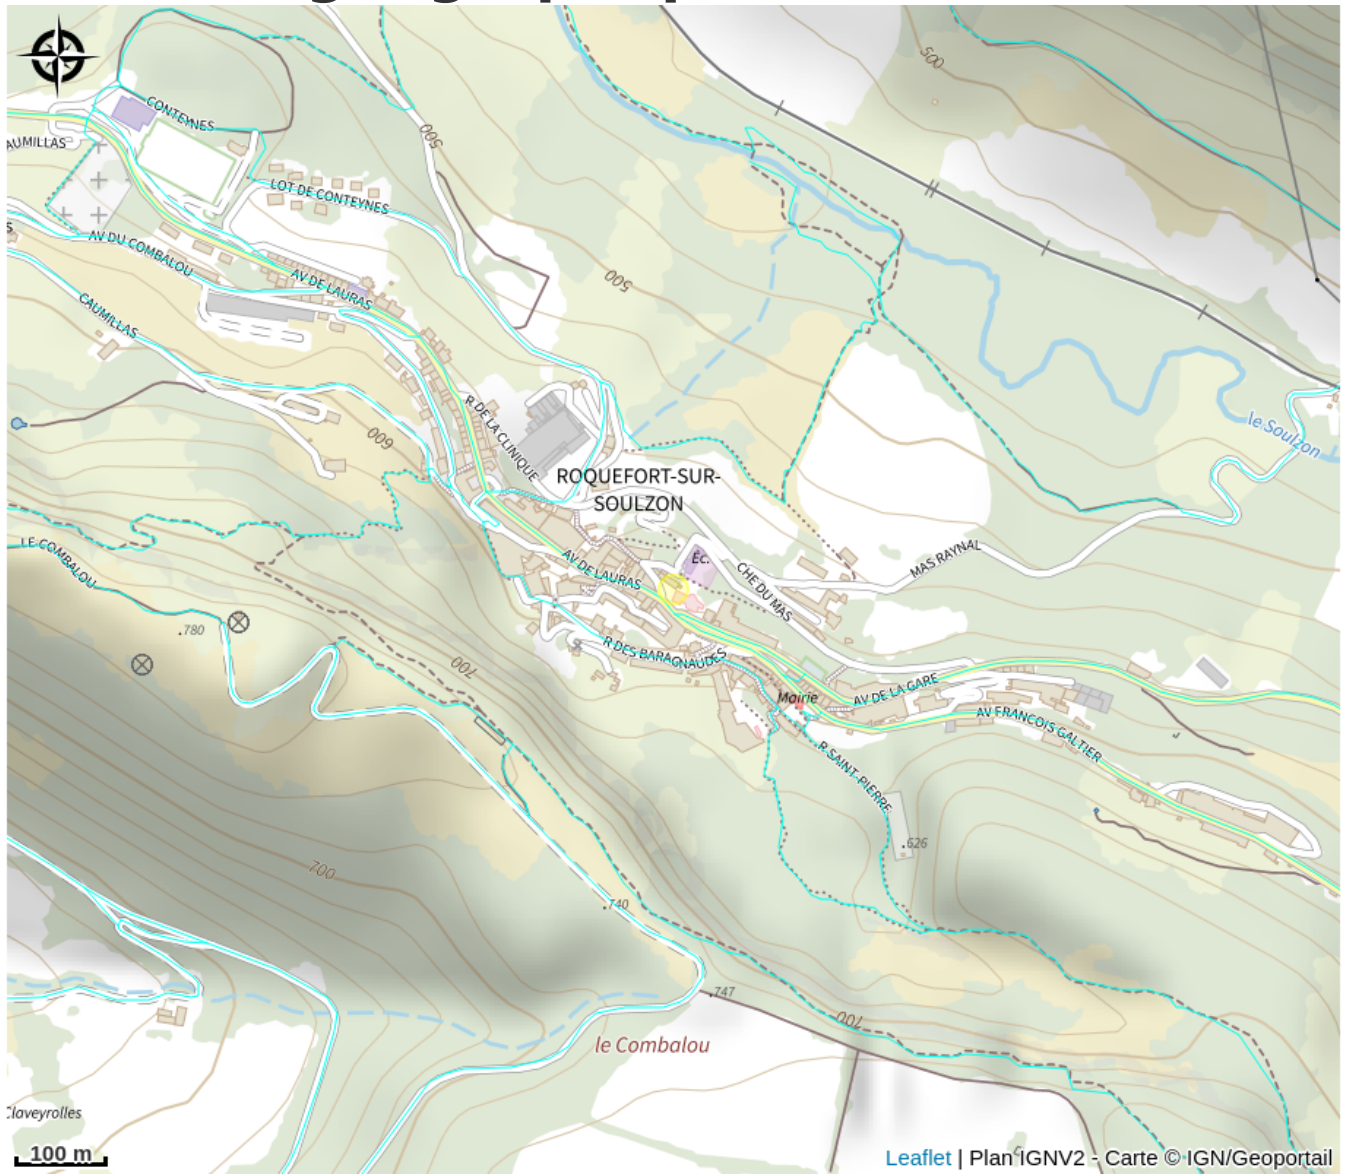 500
CONTEYNES
AUMILLAS
500
LOT DE CONTEYNES
AV DU COMBALOU
AV DE LAURAS
500
CAUMILLAS
R DE LA CLINIQUE
le Soulzon
600
ROQUEFORT-SUR-
SOULZON
LE COMBALOU
AV DE LAURAS
Éc.
CHE DU MAS
MAS RAYNAL
.780
R DES BARAGNAUDES
700
Mairie
AV DE LA GARE
AV FRANCOIS GALTIER
R SAINT-PIERRE
.626
700
.740
.747
700
le Combalou
Claveyrolles
100 m
Leaflet | Plan IGNV2 - Carte © IGN/Geoportail